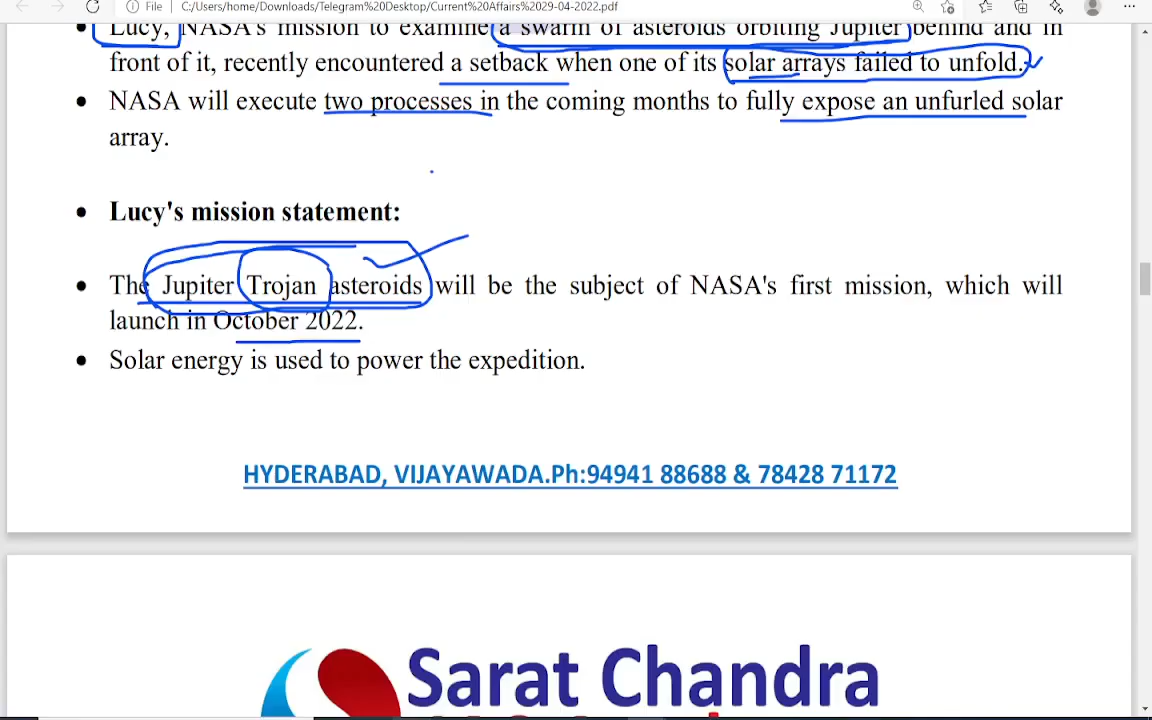 File
C:/Users/home/Downloads/Telegram%20Desktop/Current%20Affairs%2029-04-2022.pdf
• Lucy, NASA's mission to examine a swarm of asteroids orbiting Jupiter behind and in
front of it, recently encountered a setback when one of its solar arrays failed to unfold.
• NASA will execute two processes in the coming months to fully expose an unfurled solar
array.
• Lucy's mission statement:
• The Jupiter Trojan asteroids will be the subject of NASA's first mission, which will
launch in October 2022.
• Solar energy is used to power the expedition.
HYDERABAD, VIJAYAWADA.Ph:94941 88688 & 78428 71172
Sarat Chandra